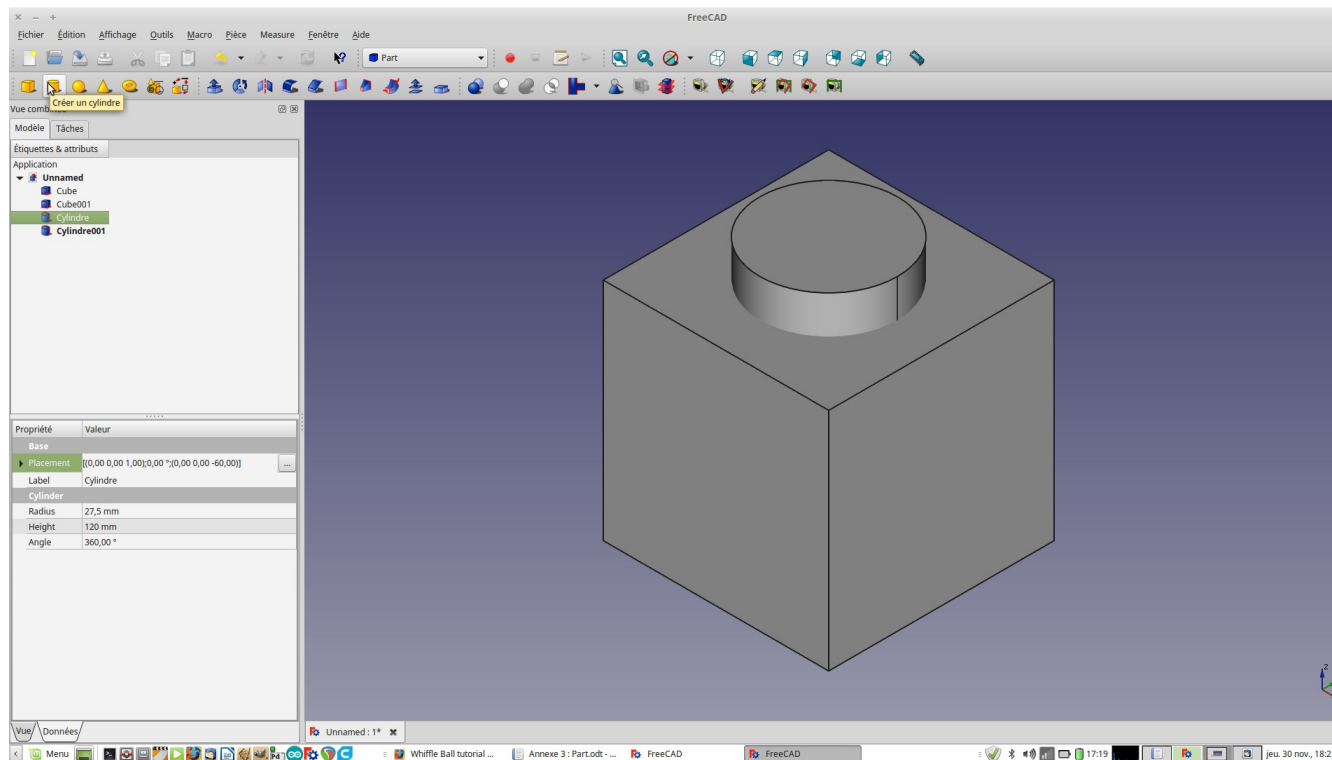 FreeCAD
Fichier Édition Affichage Outils Macro Pièce Measure Fenêtre Aide
Part
Créer un cylindre
Vue comb
Modèle Tâches
Étiquettes & attributs
Application
Unnamed
Cube
Cube001
Cylindre
Cylindre001
Propriété Valeur
Base
Placement [(0,00 0,00 1,00);0,00 °;(0,00 0,00 -60,00)] ...
Label Cylindre
Cylinder
Radius 27,5 mm
Height 120 mm
Angle 360,00 °
Z
Vue Données Unnamed : 1*
Menu Pd Whiffle Ball tutorial ... Annexe 3 : Part.odt - ... FreeCAD FreeCAD 17:19 jeu. 30 nov., 18:2